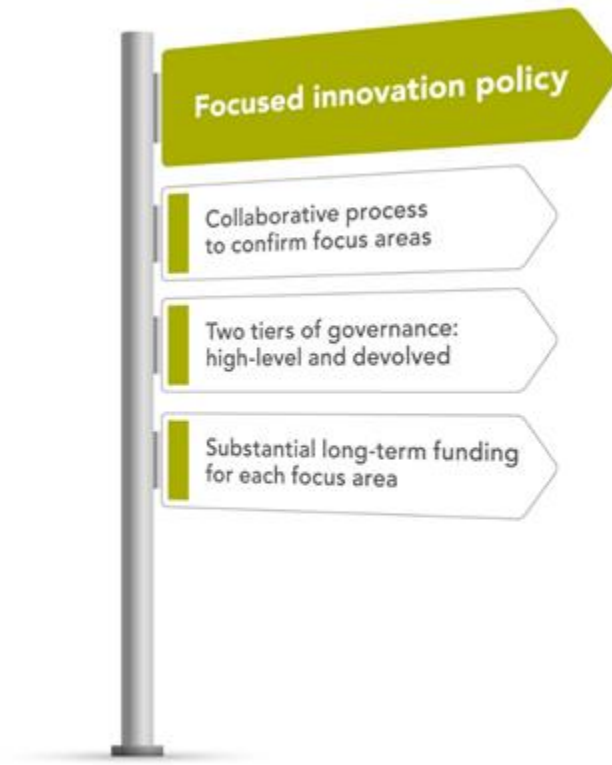 Focused innovation policy
Collaborative process
to confirm focus areas
Two tiers of governance:
high-level and devolved
Substantial long-term funding
for each focus area